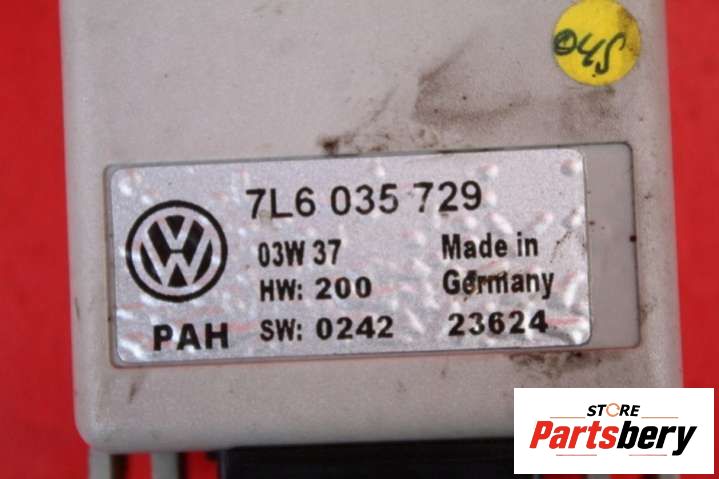 7L6 035 729
03W 37 Made in
HW: 200 Germany
PAH SW: 0242 23624
STORE
Partsbery